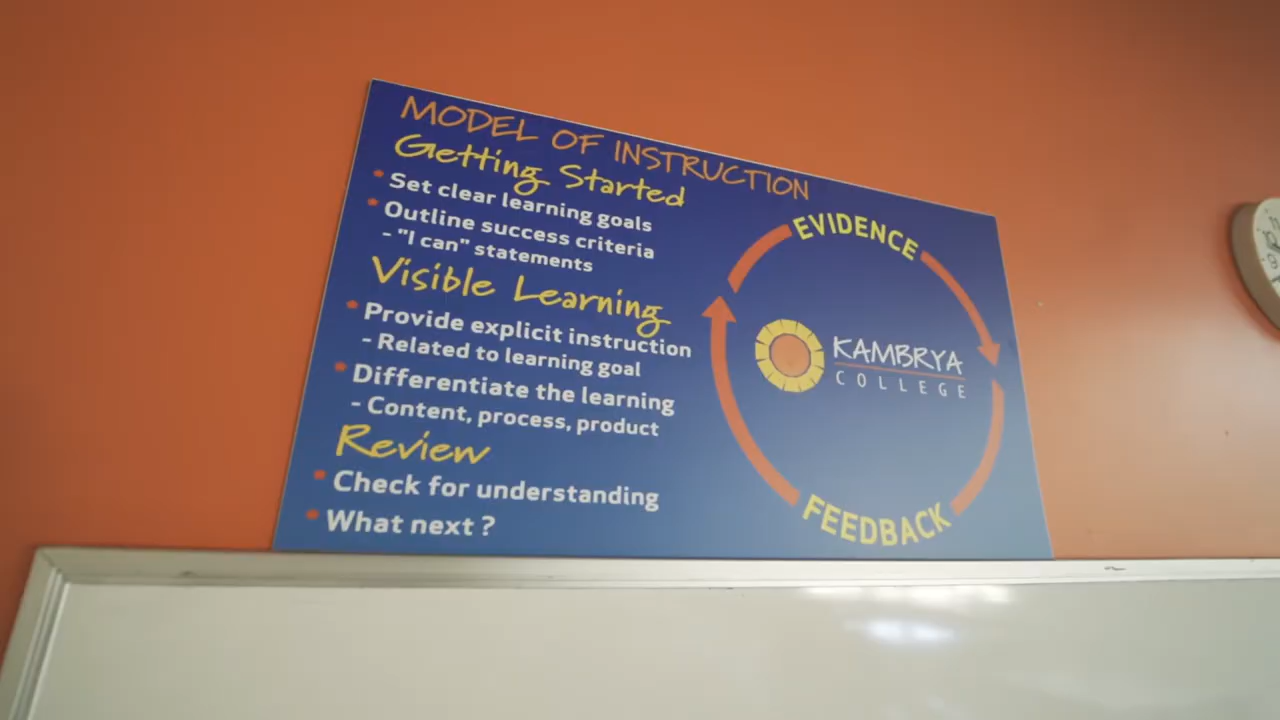 MODEL OF INSTRUCTION
Getting Started
• Set clear learning goals
• Outline success criteria
- "I can" statements
Visible Learning
• Provide explicit instruction
- Related to learning goal
• Differentiate the learning
- Content, process, product
Review
• Check for understanding
• What next ?
EVIDENCE
KAMBRYA
COLLEGE
FEEDBACK